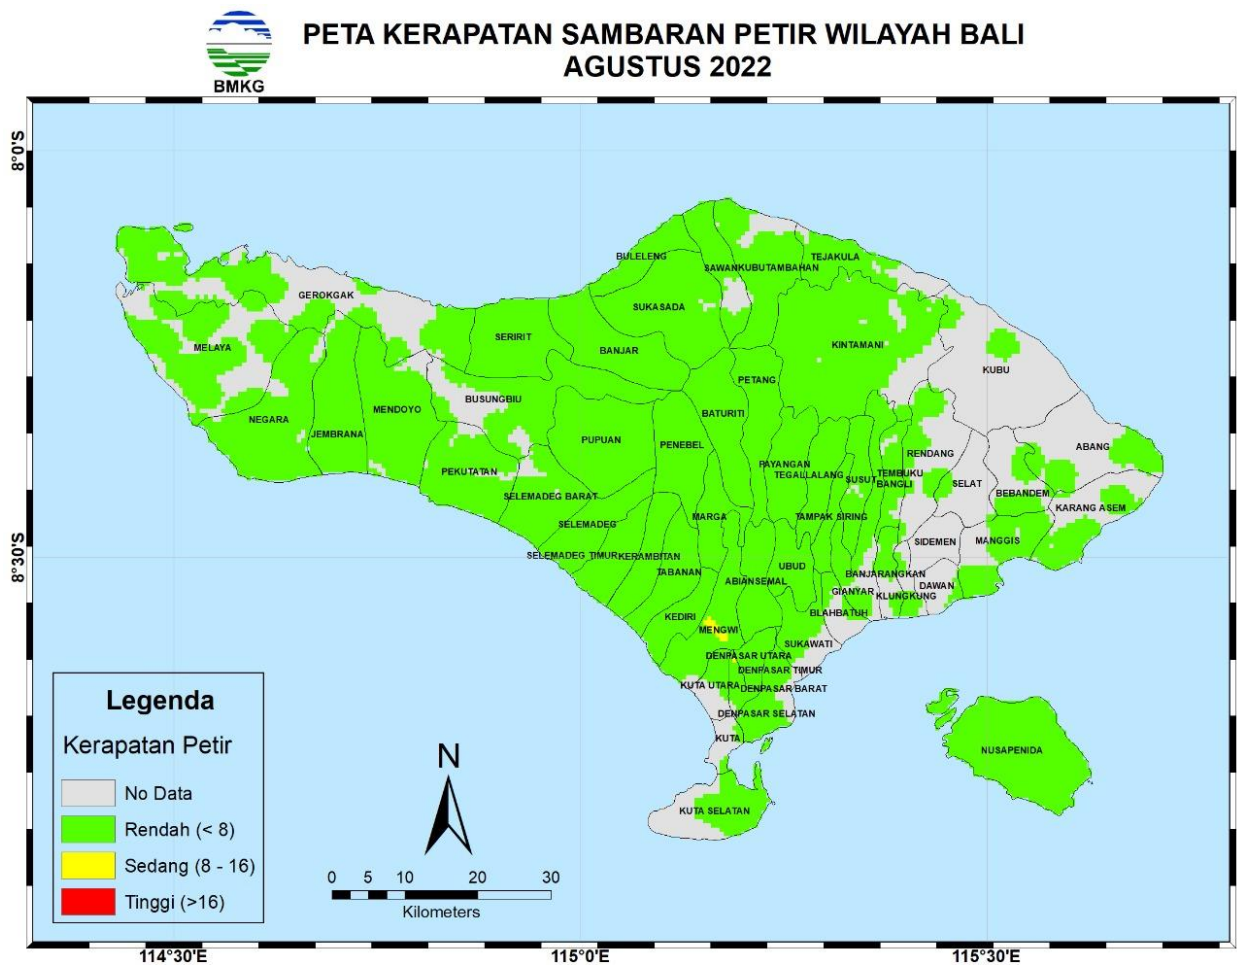 PETA KERAPATAN SAMBARAN PETIR WILAYAH BALI
AGUSTUS 2022
BMKG
8°0'S
8°30'S
BULELENG
SAWAN
KUBUTAMBAHAN
TEJAKULA
GEROKGAK
SUKASADA
SERIRIT
BANJAR
KINTAMANI
MELAYA
KUBU
PETANG
BUSUNGBIU
MENDOYO
BATURITI
NEGARA
JEMBRANA
PUPUAN
PENEBEL
ABANG
RENDANG
PAYANGAN
TEGALLALANG
SUSUT
TEMBUKU
BANGLI
PEKUTATAN
SELAT
BEBANDEM
SELEMADEG BARAT
KARANG ASEM
MARGA
TAMPAK SIRING
SELEMADEG
SIDEMEN
MANGGIS
SELEMADEG TIMUR
KERAMBITAN
TABANAN
UBUD
ABIANSEMAL
BANJARANGKAN
DAWAN
GIANYAR
KLUNGKUNG
BLAHBATUH
KEDIRI
MENGWI
SUKAWATI
DENPASAR UTARA
DENPASAR TIMUR
KUTA UTARA
DENPASAR BARAT
DENPASAR SELATAN
KUTA
NUSAPENIDA
KUTA SELATAN
Legenda
Kerapatan Petir
No Data
Rendah (< 8)
Sedang (8 - 16)
Tinggi (>16)
N
0 5 10 20 30
Kilometers
114°30'E
115°0'E
115°30'E